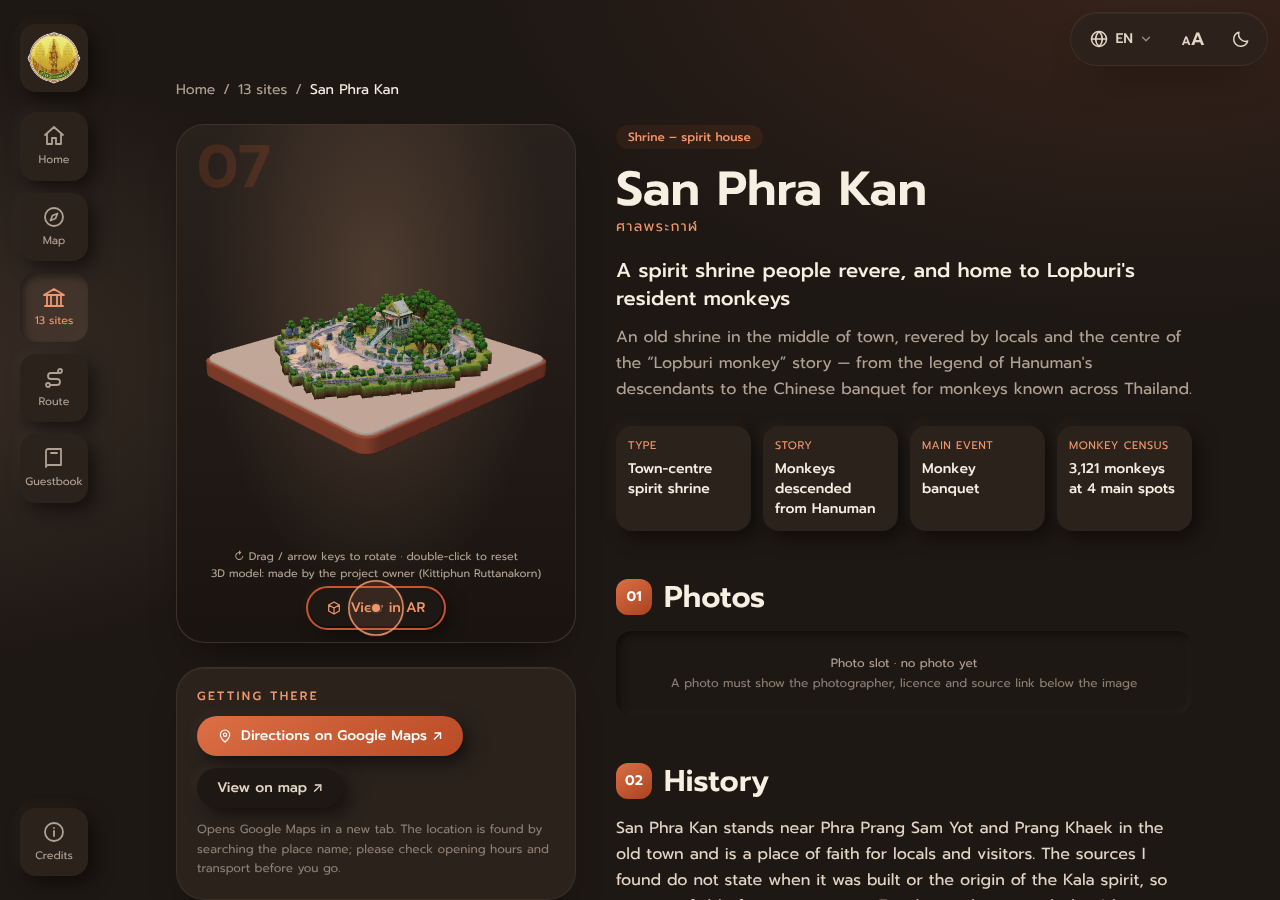 EN
AA
Home / 13 sites / San Phra Kan
Home
Map
13 sites
Route
Guestbook
Credits
07
↻ Drag / arrow keys to rotate · double-click to reset
3D model: made by the project owner (Kittiphun Ruttanakorn)
View in AR
GETTING THERE
Directions on Google Maps ↗
View on map ↗
Opens Google Maps in a new tab. The location is found by
searching the place name; please check opening hours and
transport before you go.
Shrine – spirit house
San Phra Kan
ศาลพระกาฬ
A spirit shrine people revere, and home to Lopburi's
resident monkeys
An old shrine in the middle of town, revered by locals and the centre of
the “Lopburi monkey” story — from the legend of Hanuman's
descendants to the Chinese banquet for monkeys known across Thailand.
TYPE
Town-centre
spirit shrine
STORY
Monkeys
descended
from Hanuman
MAIN EVENT
Monkey
banquet
MONKEY CENSUS
3,121 monkeys
at 4 main spots
01 Photos
Photo slot · no photo yet
A photo must show the photographer, licence and source link below the image
02 History
San Phra Kan stands near Phra Prang Sam Yot and Prang Khaek in the
old town and is a place of faith for locals and visitors. The sources I
found do not state when it was built or the origin of the Kala spirit, so